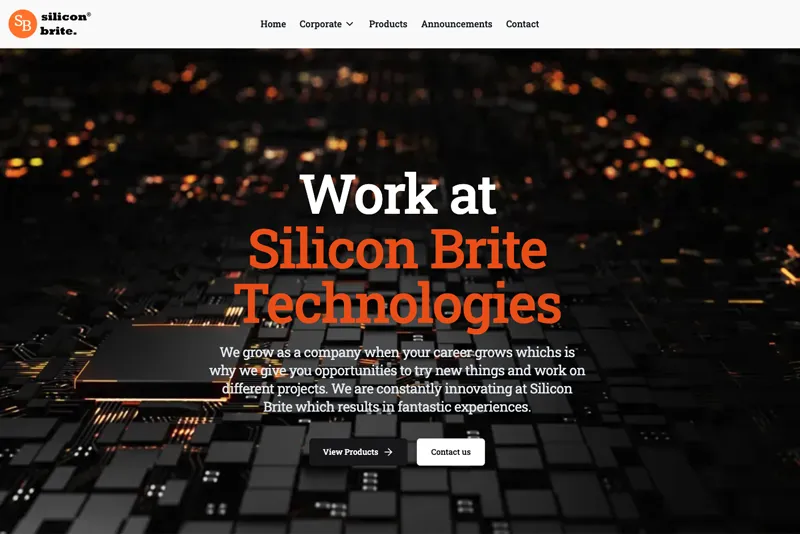 SB
silicon®
brite.
Home
Corporate
Products
Announcements
Contact
Work at
Silicon Brite
Technologies
We grow as a company when your career grows whichs is
why we give you opportunities to try new things and work on
different projects. We are constantly innovating at Silicon
Brite which results in fantastic experiences.
View Products
Contact us